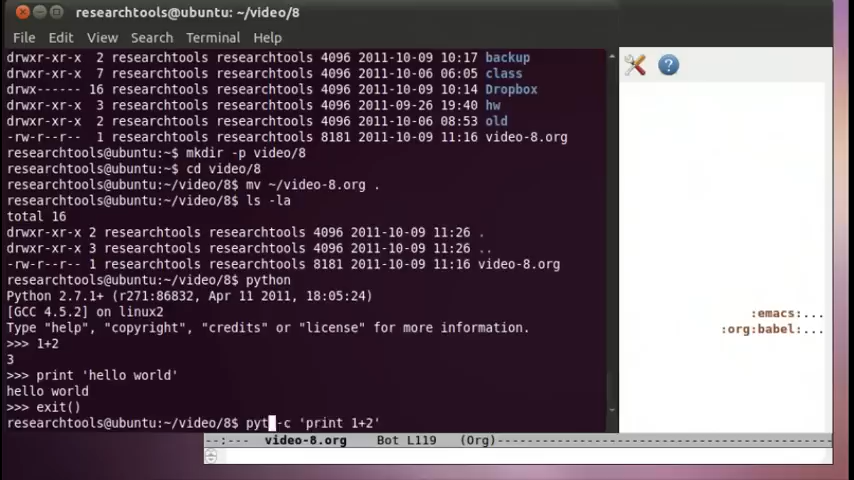 researchtools@ubuntu: ~/video/8
File Edit View Search Terminal Help
drwxr-xr-x  2 researchtools researchtools 4096 2011-10-09 10:17 backup
drwxr-xr-x  7 researchtools researchtools 4096 2011-10-06 06:05 class
drwx------ 16 researchtools researchtools 4096 2011-10-09 10:14 Dropbox
drwxr-xr-x  3 researchtools researchtools 4096 2011-09-26 19:40 hw
drwxr-xr-x  2 researchtools researchtools 4096 2011-10-06 08:53 old
-rw-r--r--  1 researchtools researchtools 8181 2011-10-09 11:16 video-8.org
researchtools@ubuntu:~$ mkdir -p video/8
researchtools@ubuntu:~$ cd video/8
researchtools@ubuntu:~/video/8$ mv ~/video-8.org .
researchtools@ubuntu:~/video/8$ ls -la
total 16
drwxr-xr-x 2 researchtools researchtools 4096 2011-10-09 11:26 .
drwxr-xr-x 3 researchtools researchtools 4096 2011-10-09 11:26 ..
-rw-r--r-- 1 researchtools researchtools 8181 2011-10-09 11:16 video-8.org
researchtools@ubuntu:~/video/8$ python
Python 2.7.1+ (r271:86832, Apr 11 2011, 18:05:24)
[GCC 4.5.2] on linux2
Type "help", "copyright", "credits" or "license" for more information.
>>> 1+2
3
>>> print 'hello world'
hello world
>>> exit()
researchtools@ubuntu:~/video/8$ pyt -c 'print 1+2'
:emacs:...
:org:babel:...
--:--- video-8.org Bot L119 (Org)